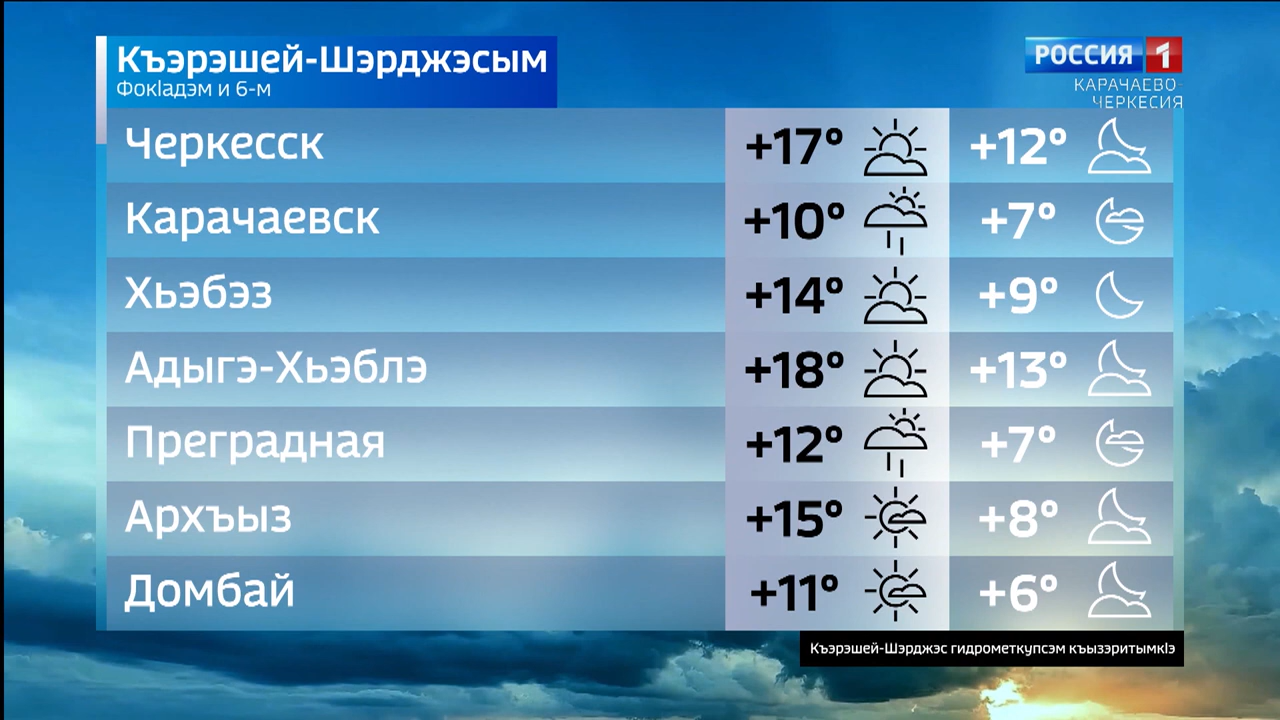 Къэрэшей-Шэрджэсым
Фокӏадэм и 6-м
РОССИЯ 1
КАРАЧАЕВО-
ЧЕРКЕСИЯ
Черкесск +17° +12°
Карачаевск +10° +7°
Хьэбэз +14° +9°
Адыгэ-Хьэблэ +18° +13°
Преградная +12° +7°
Архъыз +15° +8°
Домбай +11° +6°
Къэрэшей-Шэрджэс гидрометкупсэм къызэритымкӏэ